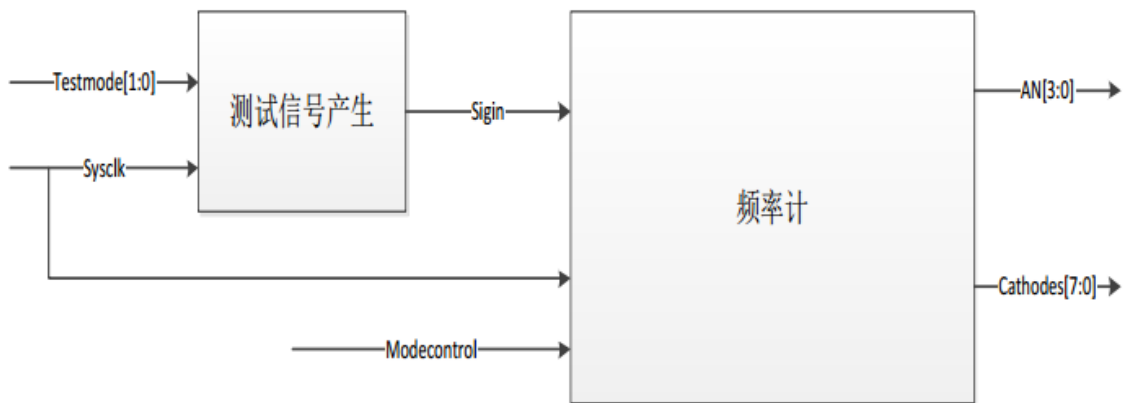 Testmode[1:0]
测试信号产生
Sigin
AN[3:0]
Sysclk
频率计
Cathodes[7:0]
Modecontrol